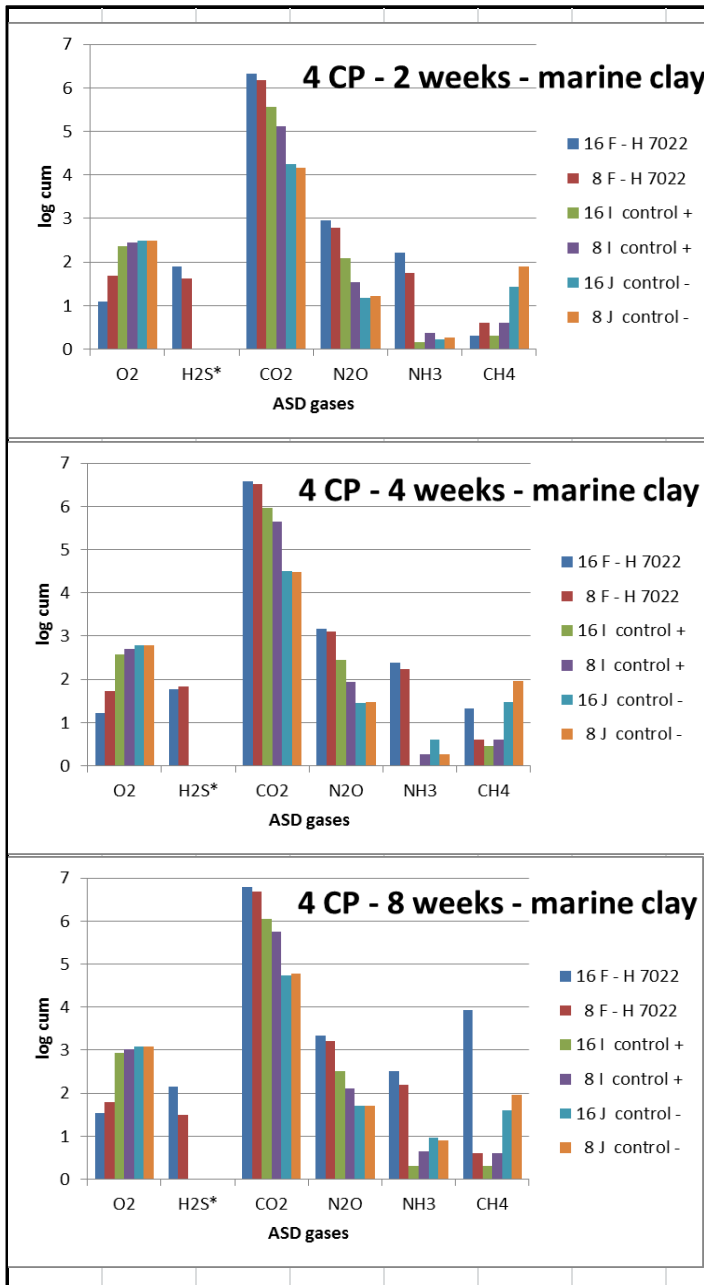 4 CP - 2 weeks - marine clay
7
6
5
4
3
2
1
0
log cum
O2 H2S* CO2 N2O NH3 CH4
ASD gases
16 F - H 7022
8 F - H 7022
16 I control +
8 I control +
16 J control -
8 J control -
4 CP - 4 weeks - marine clay
7
6
5
4
3
2
1
0
log cum
O2 H2S* CO2 N2O NH3 CH4
ASD gases
16 F - H 7022
8 F - H 7022
16 I control +
8 I control +
16 J control -
8 J control -
4 CP - 8 weeks - marine clay
7
6
5
4
3
2
1
0
log cum
O2 H2S* CO2 N2O NH3 CH4
ASD gases
16 F - H 7022
8 F - H 7022
16 I control +
8 I control +
16 J control -
8 J control -